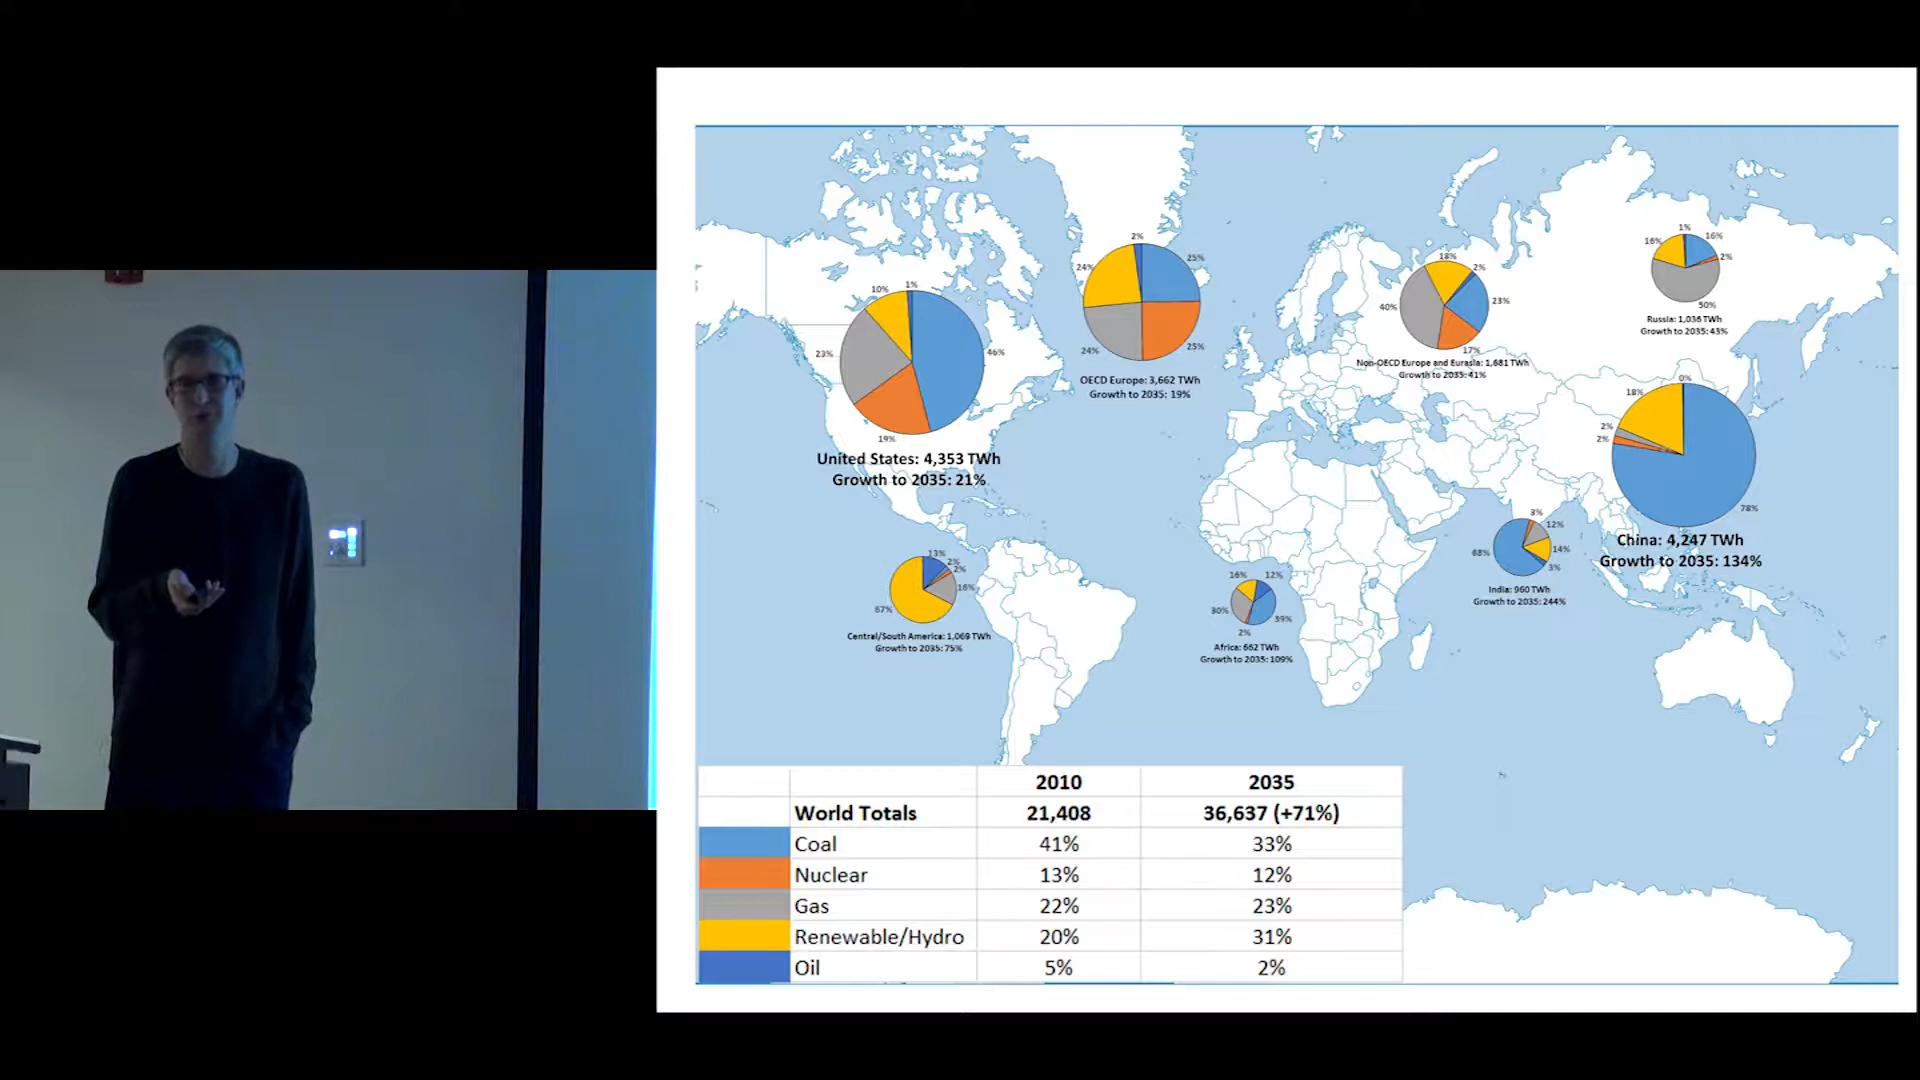 2%
24%
25%
24%
25%
OECD Europe: 3,662 TWh
Growth to 2035: 19%
18%
2%
40%
23%
17%
Non-OECD Europe and Eurasia: 1,681 TWh
Growth to 2035: 41%
1%
16%
16%
2%
50%
Russia: 1,036 TWh
Growth to 2035: 43%
10%
1%
23%
46%
19%
United States: 4,353 TWh
Growth to 2035: 21%
0%
18%
2%
2%
78%
China: 4,247 TWh
Growth to 2035: 134%
3%
12%
68%
14%
3%
India: 960 TWh
Growth to 2035: 244%
13%
2%
2%
16%
67%
Central/South America: 1,069 TWh
Growth to 2035: 75%
16%
12%
30%
39%
2%
Africa: 662 TWh
Growth to 2035: 109%
2010 2035
World Totals 21,408 36,637 (+71%)
Coal 41% 33%
Nuclear 13% 12%
Gas 22% 23%
Renewable/Hydro 20% 31%
Oil 5% 2%